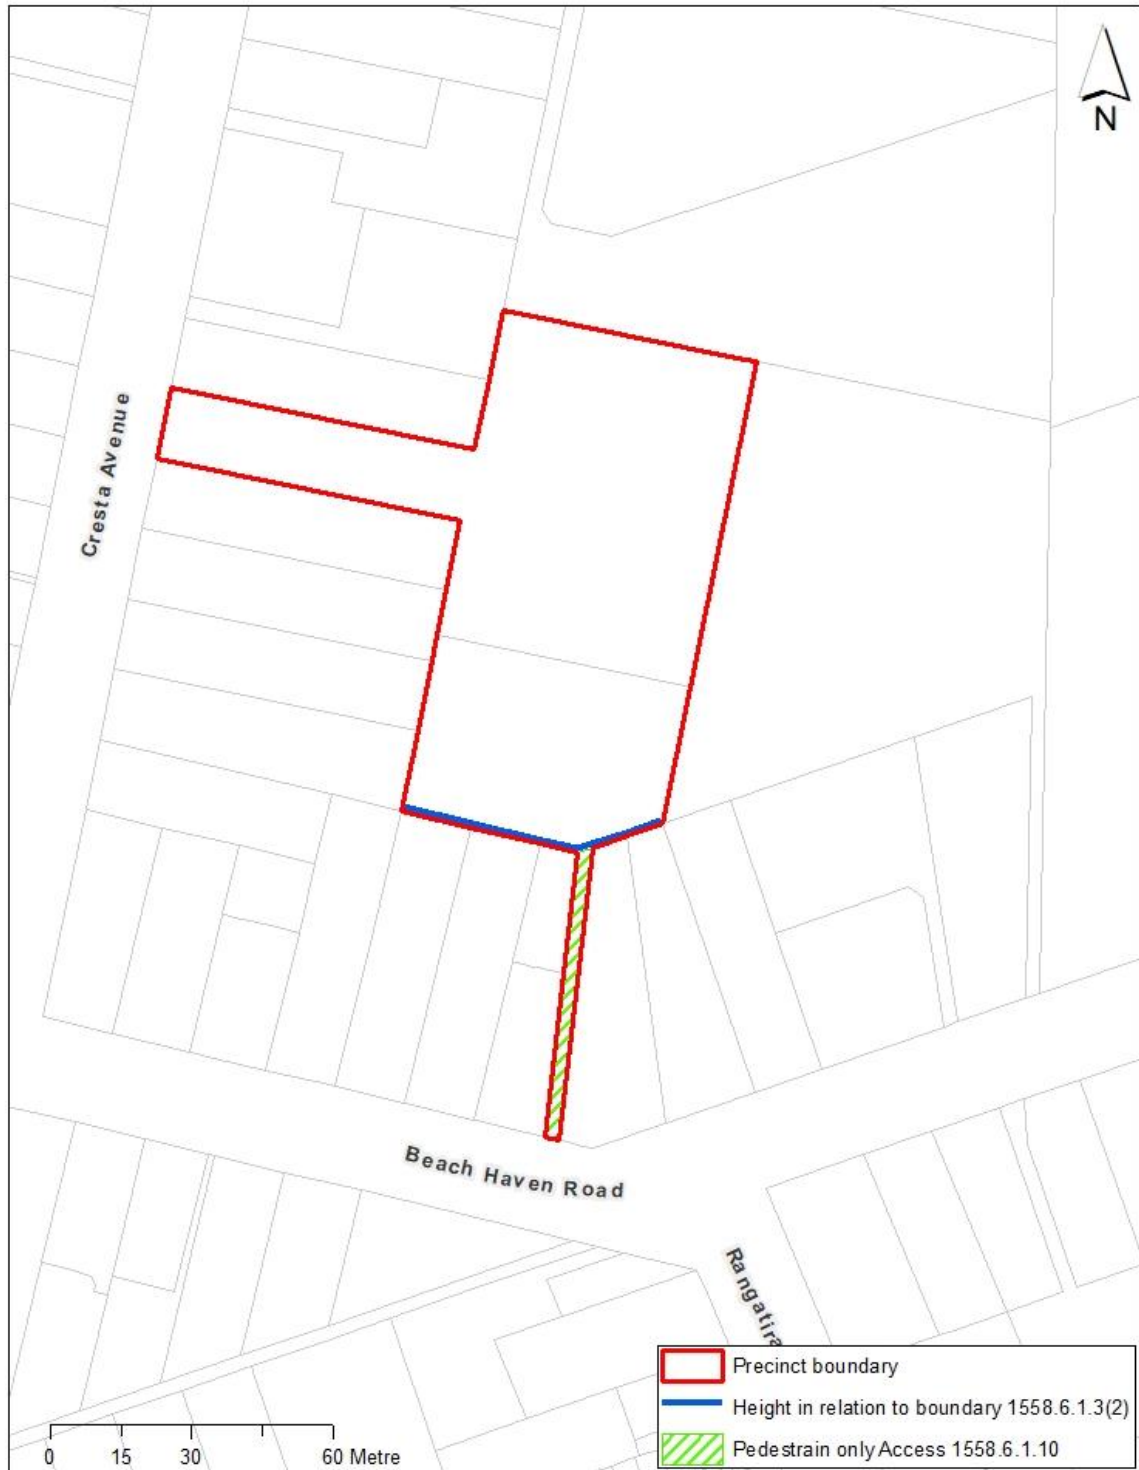 N
Cresta Avenue
Beach Haven Road
Rangatira
Precinct boundary
Height in relation to boundary 1558.6.1.3(2)
Pedestrain only Access 1558.6.1.10
0 15 30 60 Metre